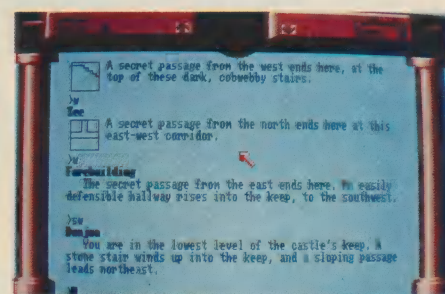 A secret passage from the west ends here, at the
top of these dark, cobwebby stairs.
>w
Tee
A secret passage from the north ends here at this
east-west corridor.
>w
Forebuilding
The secret passage from the east ends here. An easily
defensible hallway rises into the keep, to the southwest.
>sw
Donjon
You are in the lowest level of the castle's keep. A
stone stair winds up into the keep, and a sloping passage
leads northeast.